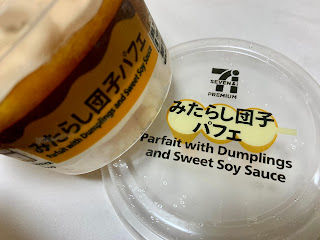 みたらし団子パフェ
Parfait with Dumplings
and Sweet Soy Sauce
7i
SEVEN & i
PREMIUM
みたらし団子
パフェ
Parfait with Dumplings
and Sweet Soy Sauce